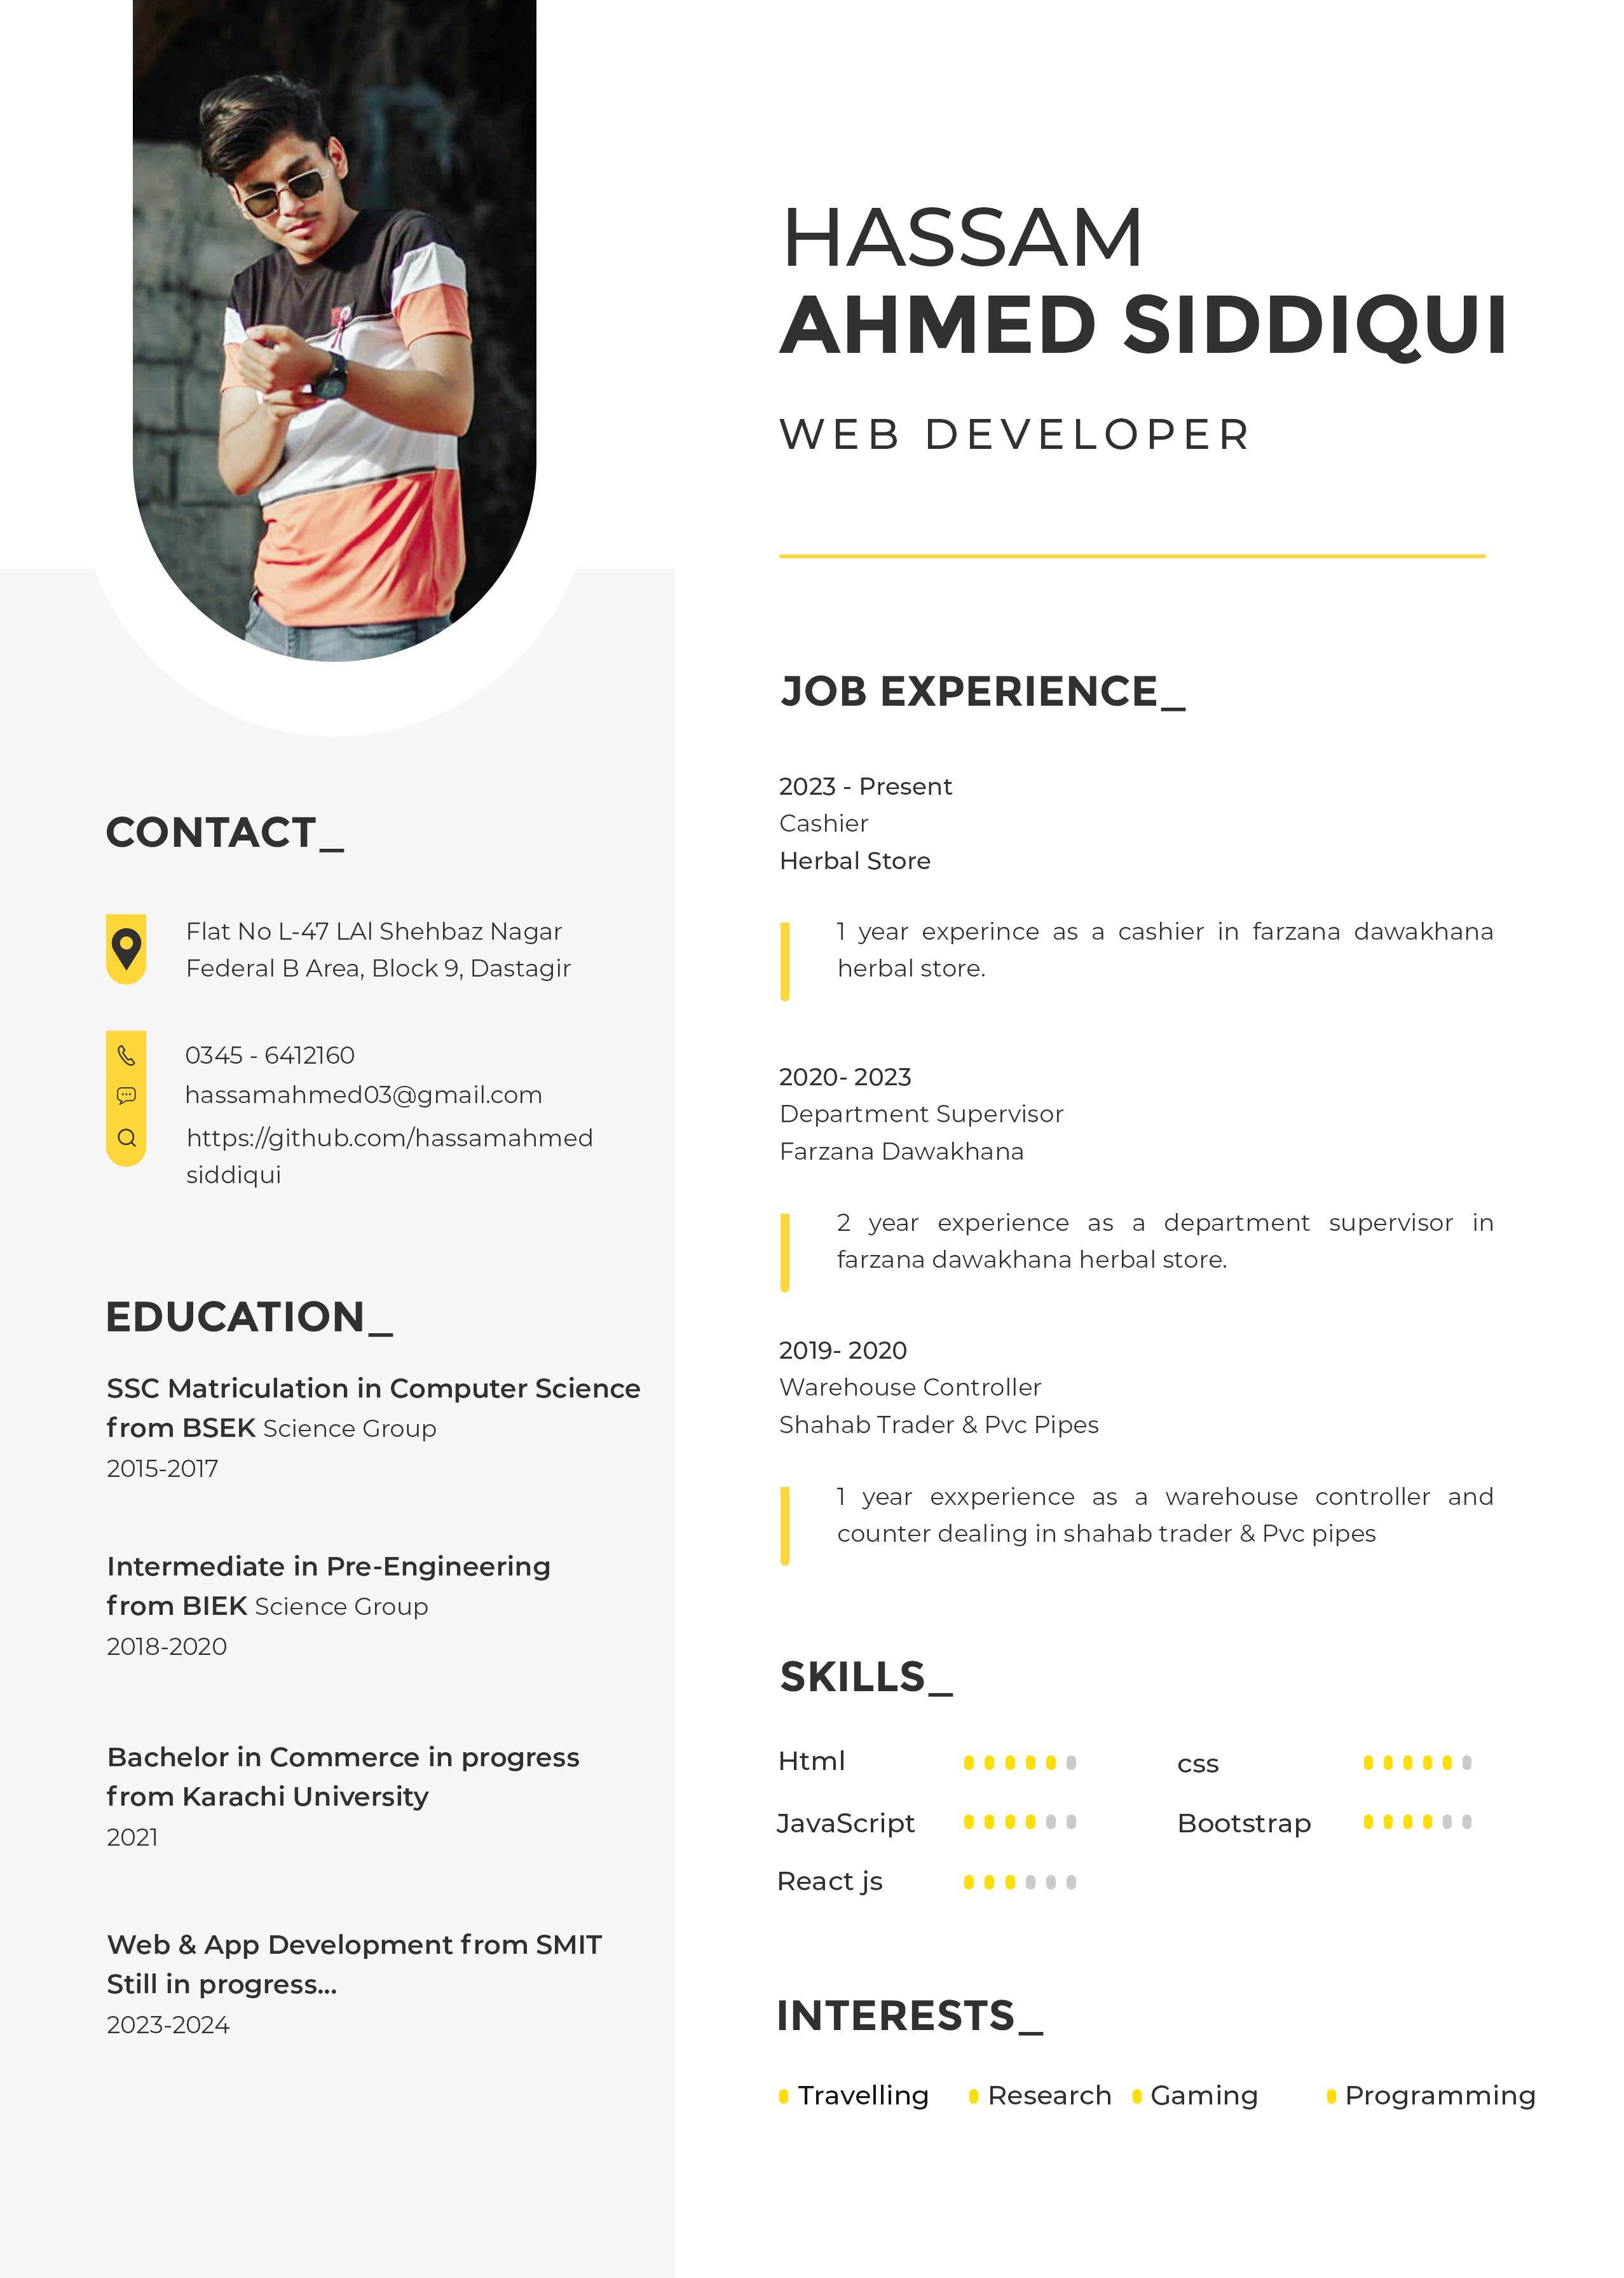 HASSAM
AHMED SIDDIQUI
WEB DEVELOPER
CONTACT_
Flat No L-47 LAl Shehbaz Nagar
Federal B Area, Block 9, Dastagir
0345 - 6412160
hassamahmed03@gmail.com
https://github.com/hassamahmed
siddiqui
EDUCATION_
SSC Matriculation in Computer Science
from BSEK Science Group
2015-2017
Intermediate in Pre-Engineering
from BIEK Science Group
2018-2020
Bachelor in Commerce in progress
from Karachi University
2021
Web & App Development from SMIT
Still in progress...
2023-2024
JOB EXPERIENCE_
2023 - Present
Cashier
Herbal Store
1 year experince as a cashier in farzana dawakhana
herbal store.
2020- 2023
Department Supervisor
Farzana Dawakhana
2 year experience as a department supervisor in
farzana dawakhana herbal store.
2019- 2020
Warehouse Controller
Shahab Trader & Pvc Pipes
1 year exxperience as a warehouse controller and
counter dealing in shahab trader & Pvc pipes
SKILLS_
Html css
JavaScript Bootstrap
React js
INTERESTS_
Travelling Research Gaming Programming